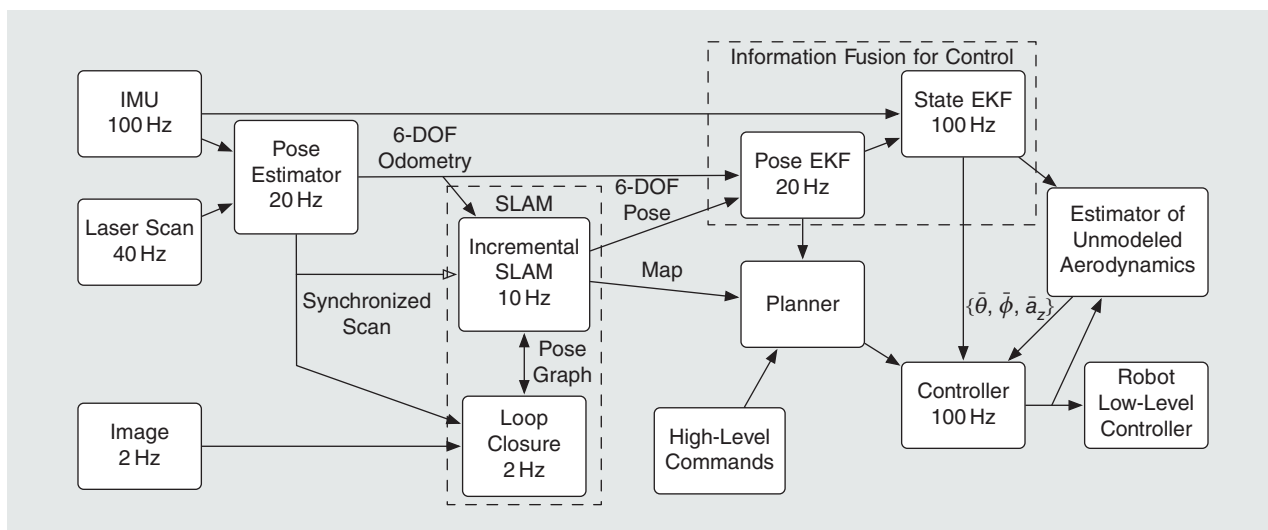 Information Fusion for Control
IMU
100 Hz
State EKF
100 Hz
Pose
Estimator
20 Hz
6-DOF
Odometry
Pose EKF
20 Hz
Laser Scan
40 Hz
SLAM
6-DOF
Pose
Estimator of
Unmodeled
Aerodynamics
Incremental
SLAM
10 Hz
Map
Planner
Synchronized
Scan
{θ̄, ϕ̄, ā_z}
Pose
Graph
Controller
100 Hz
Robot
Low-Level
Controller
Image
2 Hz
Loop
Closure
2 Hz
High-Level
Commands